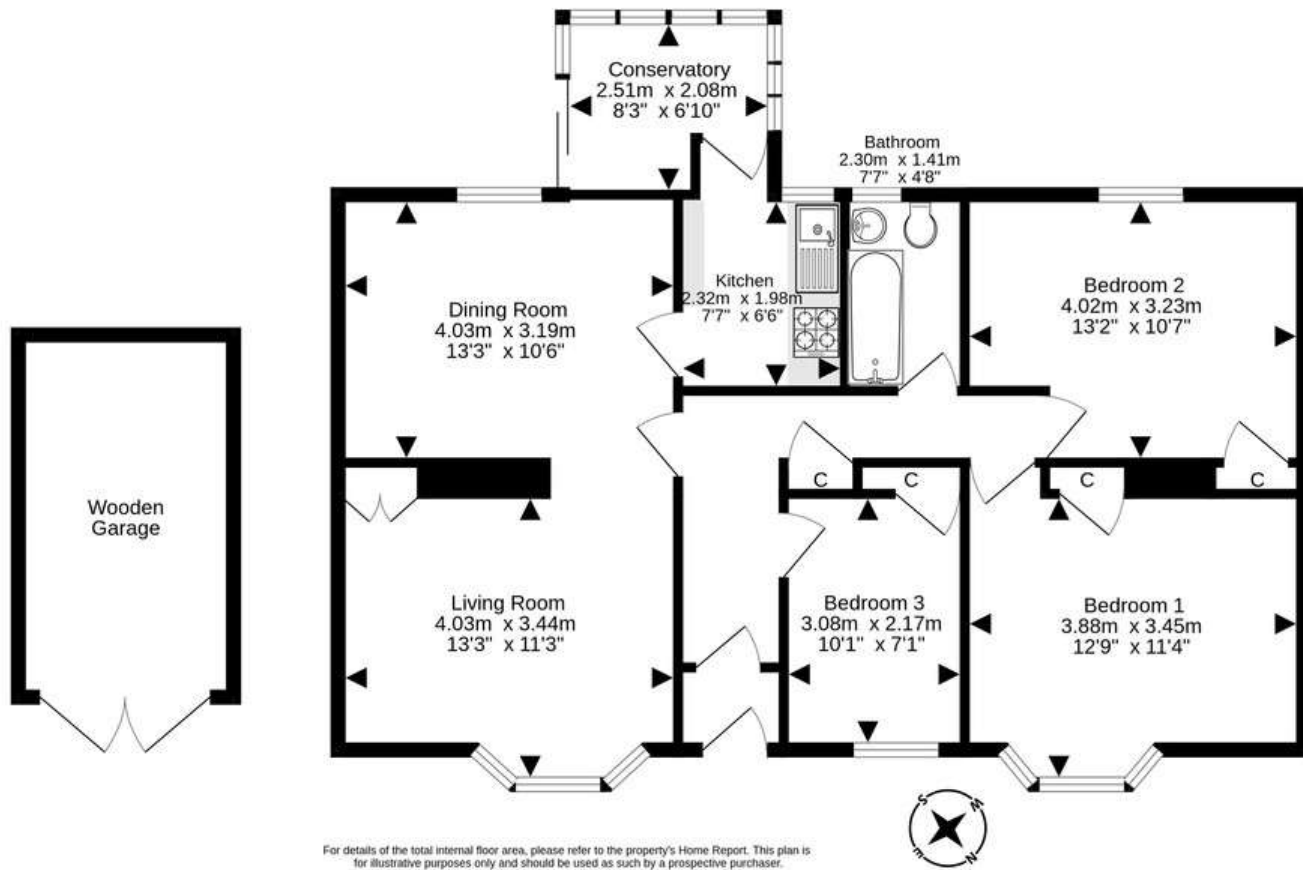 Conservatory
2.51m x 2.08m
8'3" x 6'10"
Bathroom
2.30m x 1.41m
7'7" x 4'8"
Kitchen
2.32m x 1.98m
7'7" x 6'6"
Dining Room
4.03m x 3.19m
13'3" x 10'6"
Bedroom 2
4.02m x 3.23m
13'2" x 10'7"
Wooden
Garage
C
C
C
C
Living Room
4.03m x 3.44m
13'3" x 11'3"
Bedroom 3
3.08m x 2.17m
10'1" x 7'1"
Bedroom 1
3.88m x 3.45m
12'9" x 11'4"
S
W
E
N
For details of the total internal floor area, please refer to the property's Home Report. This plan is
for illustrative purposes only and should be used as such by a prospective purchaser.